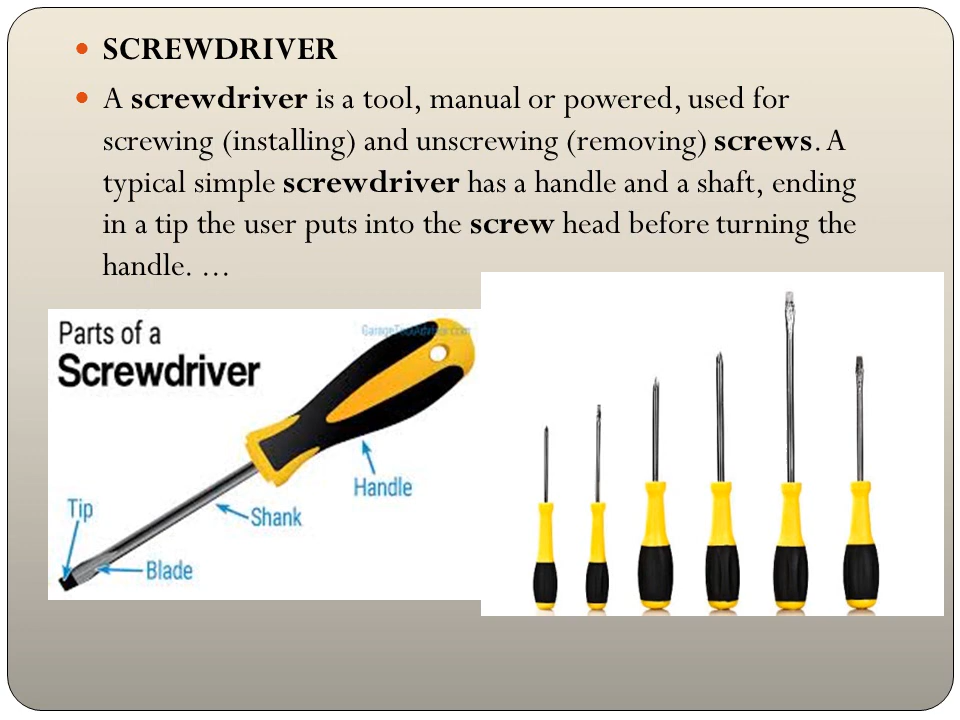 SCREWDRIVER
A screwdriver is a tool, manual or powered, used for
screwing (installing) and unscrewing (removing) screws. A
typical simple screwdriver has a handle and a shaft, ending
in a tip the user puts into the screw head before turning the
handle. ...
Parts of a
GarageToolAdvisor.com
Screwdriver
Handle
Tip
Shank
Blade